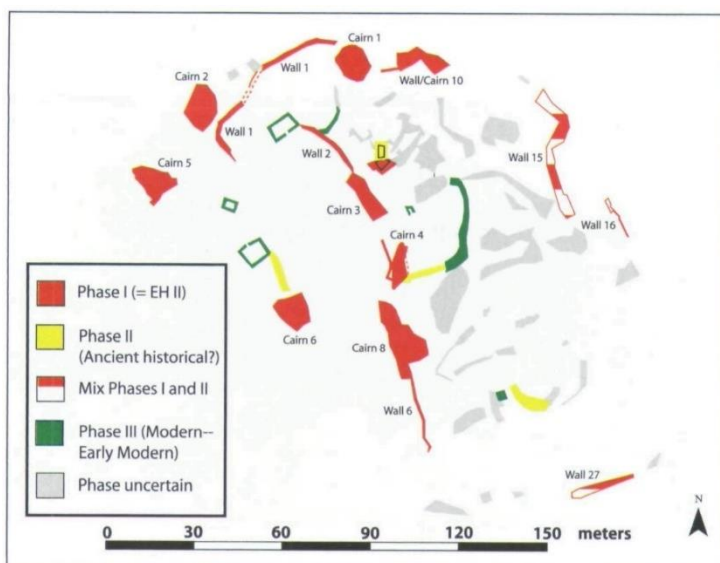 Cairn 1
Wall 1
Wall/Cairn 10
Cairn 2
Wall 1
Wall 2
D
Wall 15
Cairn 5
Cairn 3
Wall 16
Cairn 4
Phase I (= EH II)
Phase II
(Ancient historical?)
Mix Phases I and II
Phase III (Modern--
Early Modern)
Phase uncertain
Cairn 6
Cairn 8
Wall 6
Wall 27
N
0 30 60 90 120 150 meters